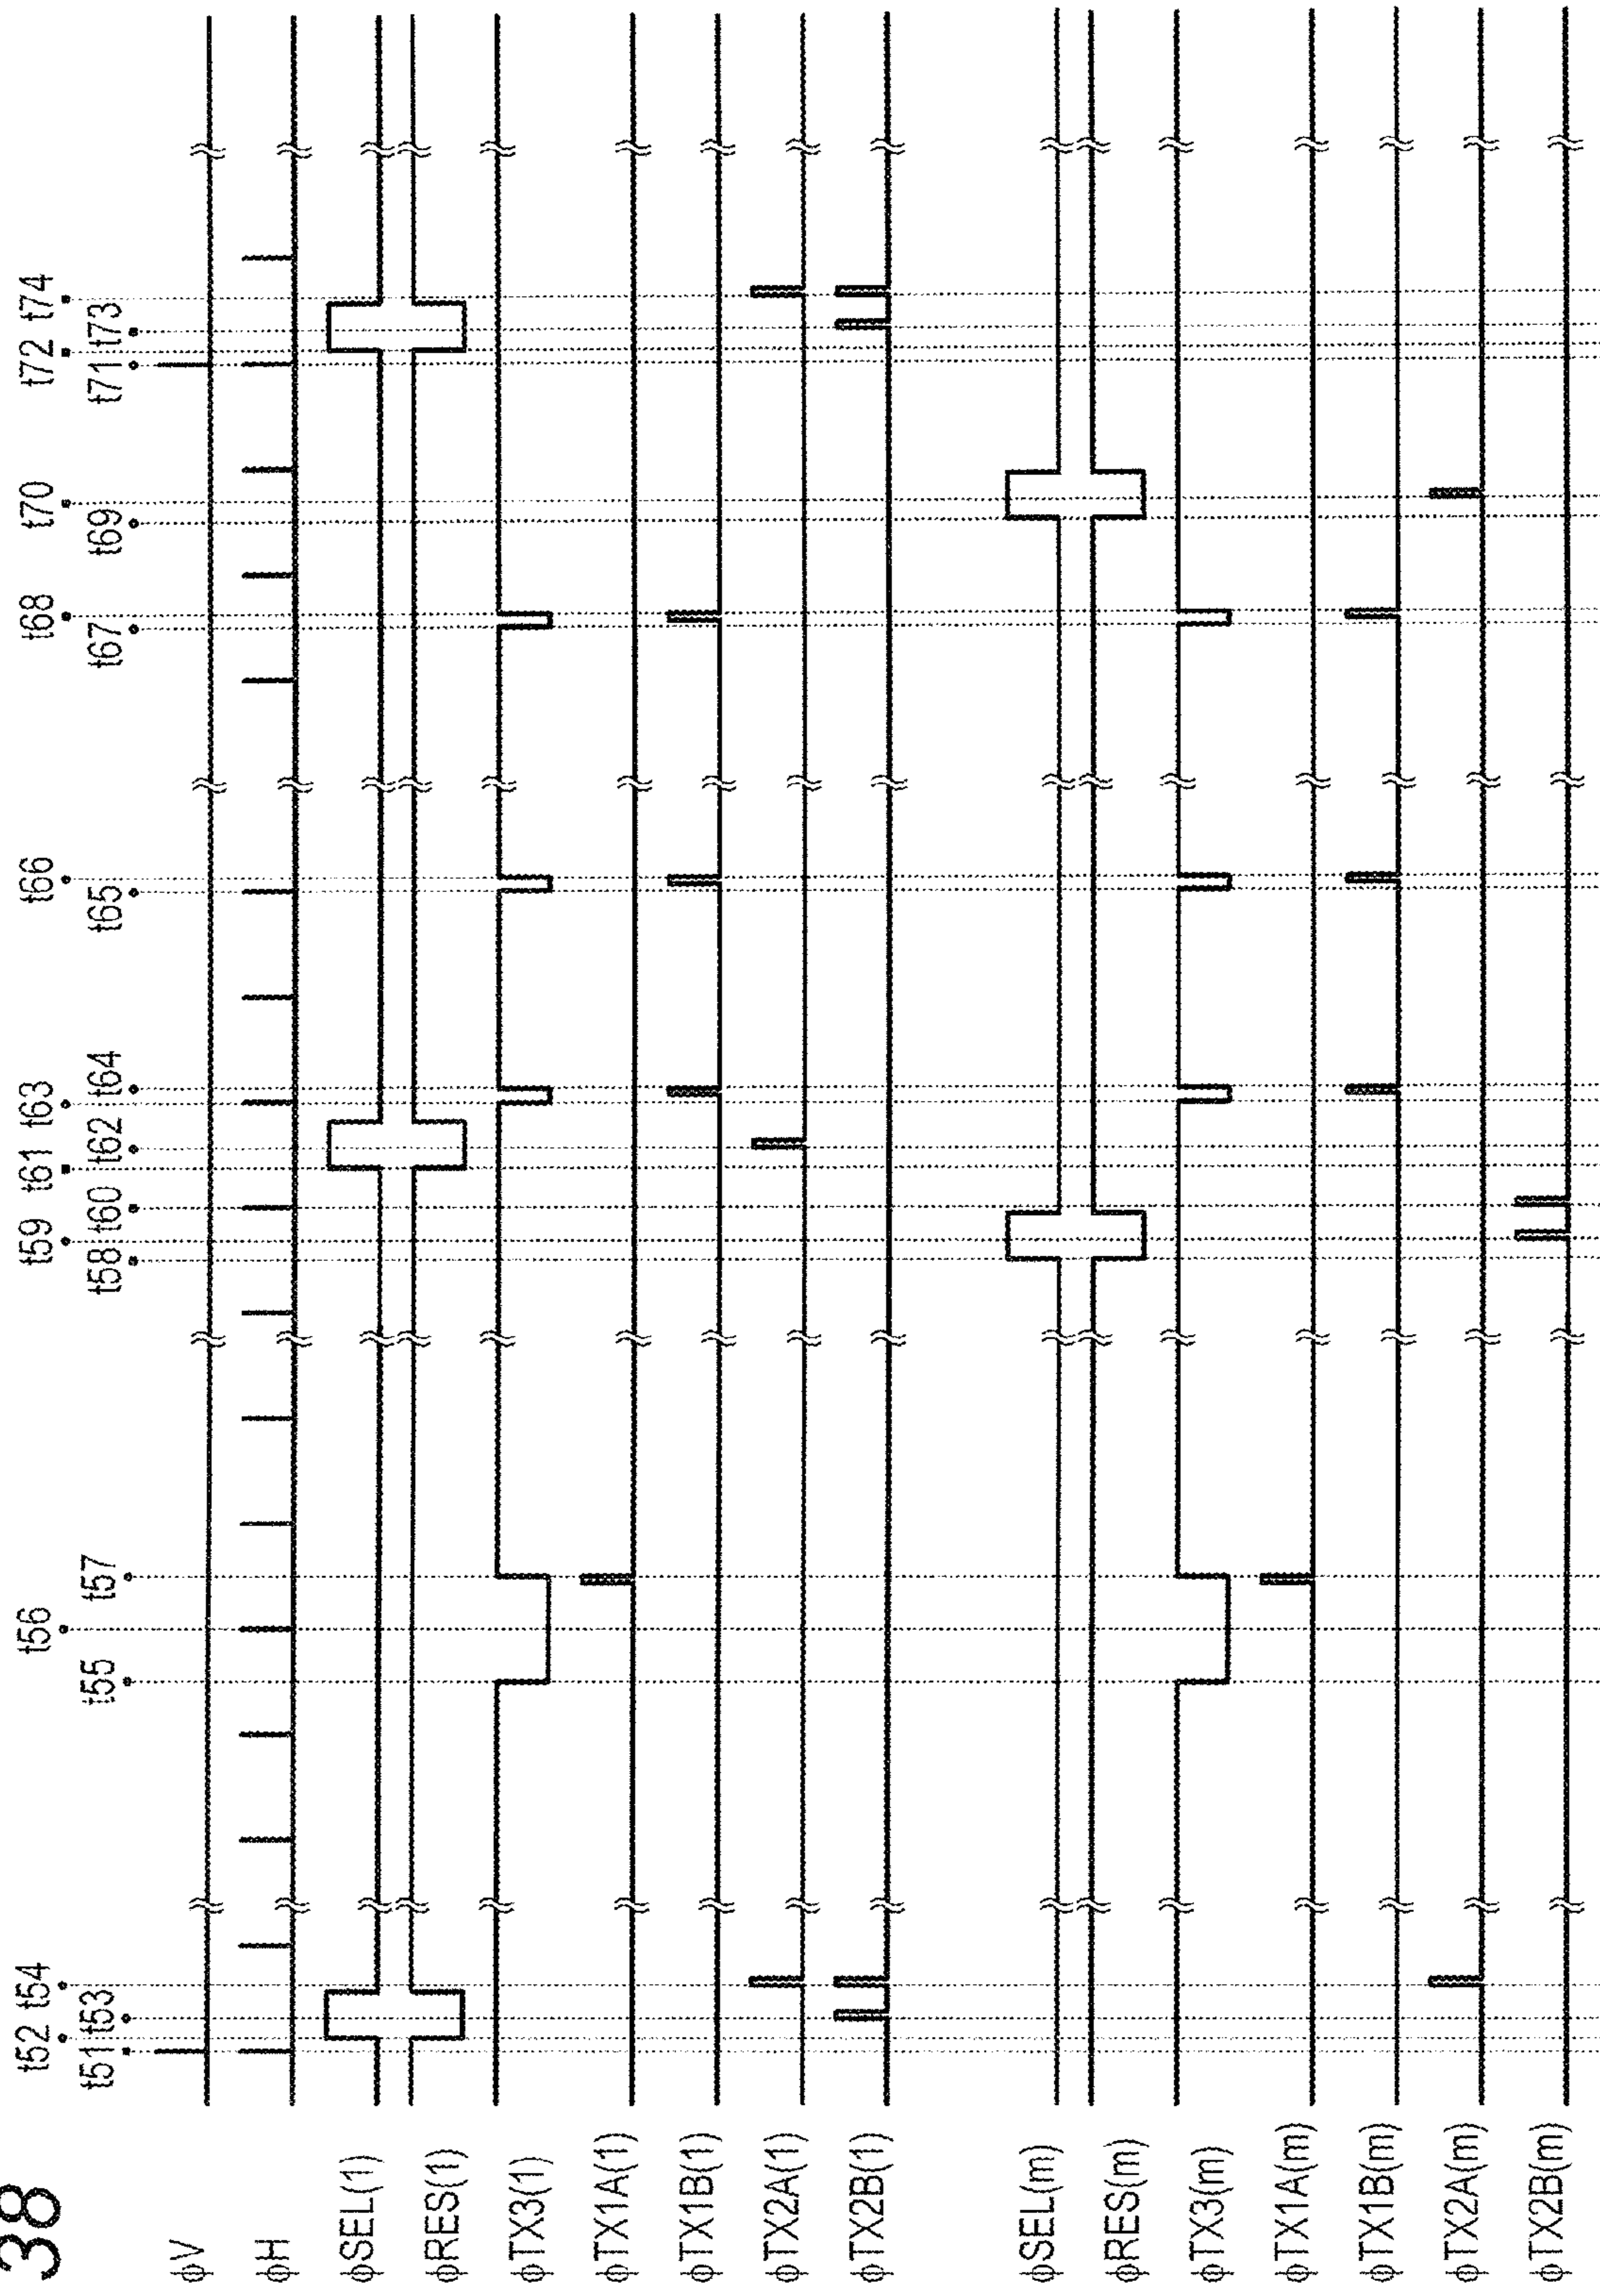 38
t52 t54 t56 t59 t61 t63 t66 t68 t70 t72 t74
t51 t53 t55 t57 t58 t60 t62 t64 t65 t67 t69 t71 t73
ϕV
ϕH
ϕSEL(1)
ϕRES(1)
ϕTX3(1)
ϕTX1A(1)
ϕTX1B(1)
ϕTX2A(1)
ϕTX2B(1)
ϕSEL(m)
ϕRES(m)
ϕTX3(m)
ϕTX1A(m)
ϕTX1B(m)
ϕTX2A(m)
ϕTX2B(m)